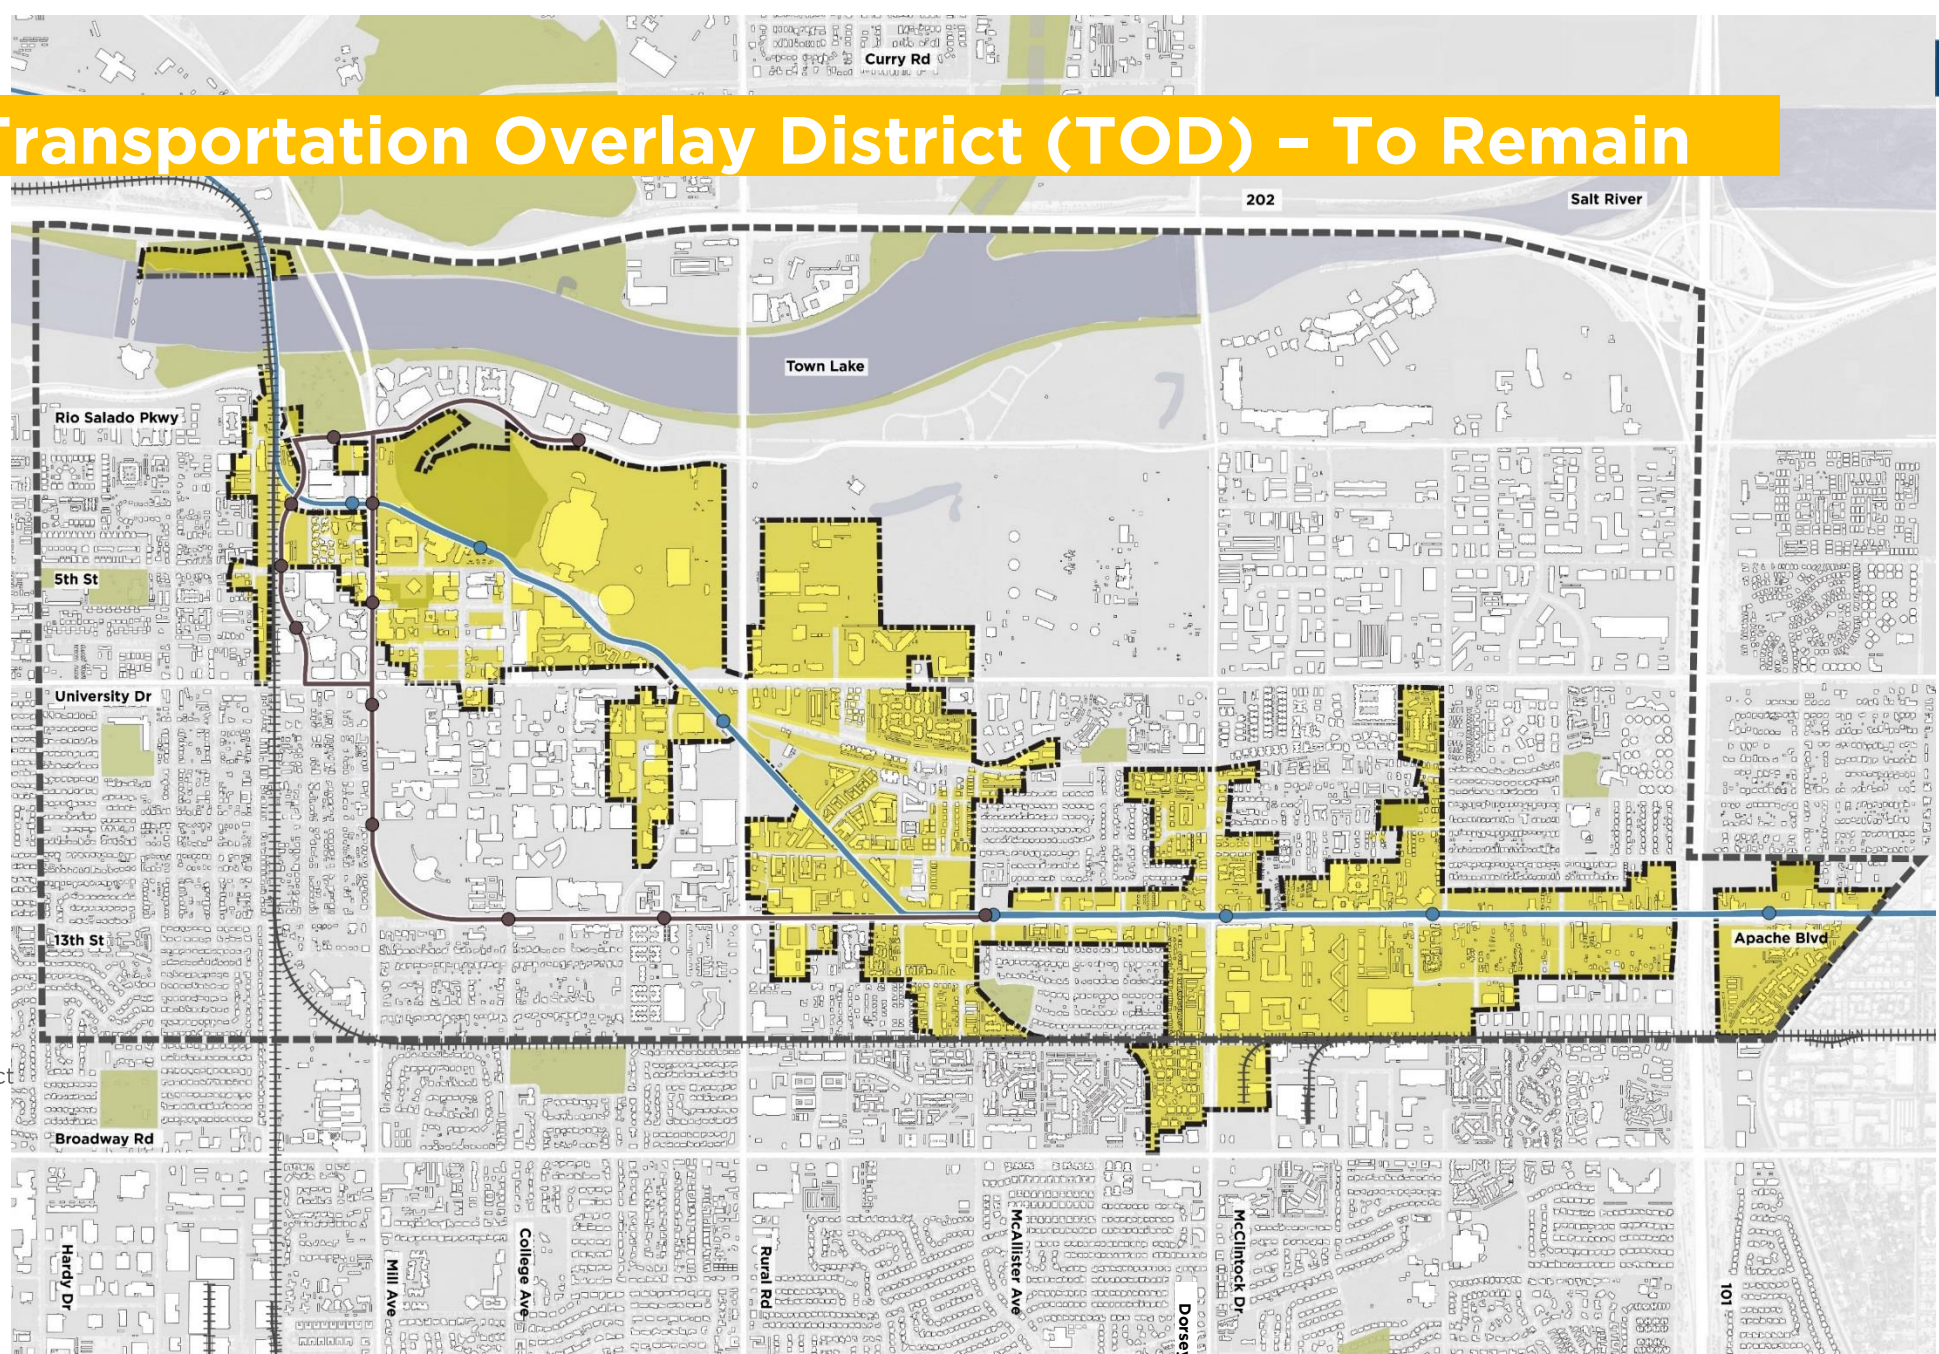 Curry Rd
Transportation Overlay District (TOD) – To Remain
202
Salt River
Town Lake
Rio Salado Pkwy
5th St
University Dr
13th St
Apache Blvd
ct
Broadway Rd
Hardy Dr
Mill Ave
College Ave
Rural Rd
McAllister Ave
Dorsey
McClintock Dr
101